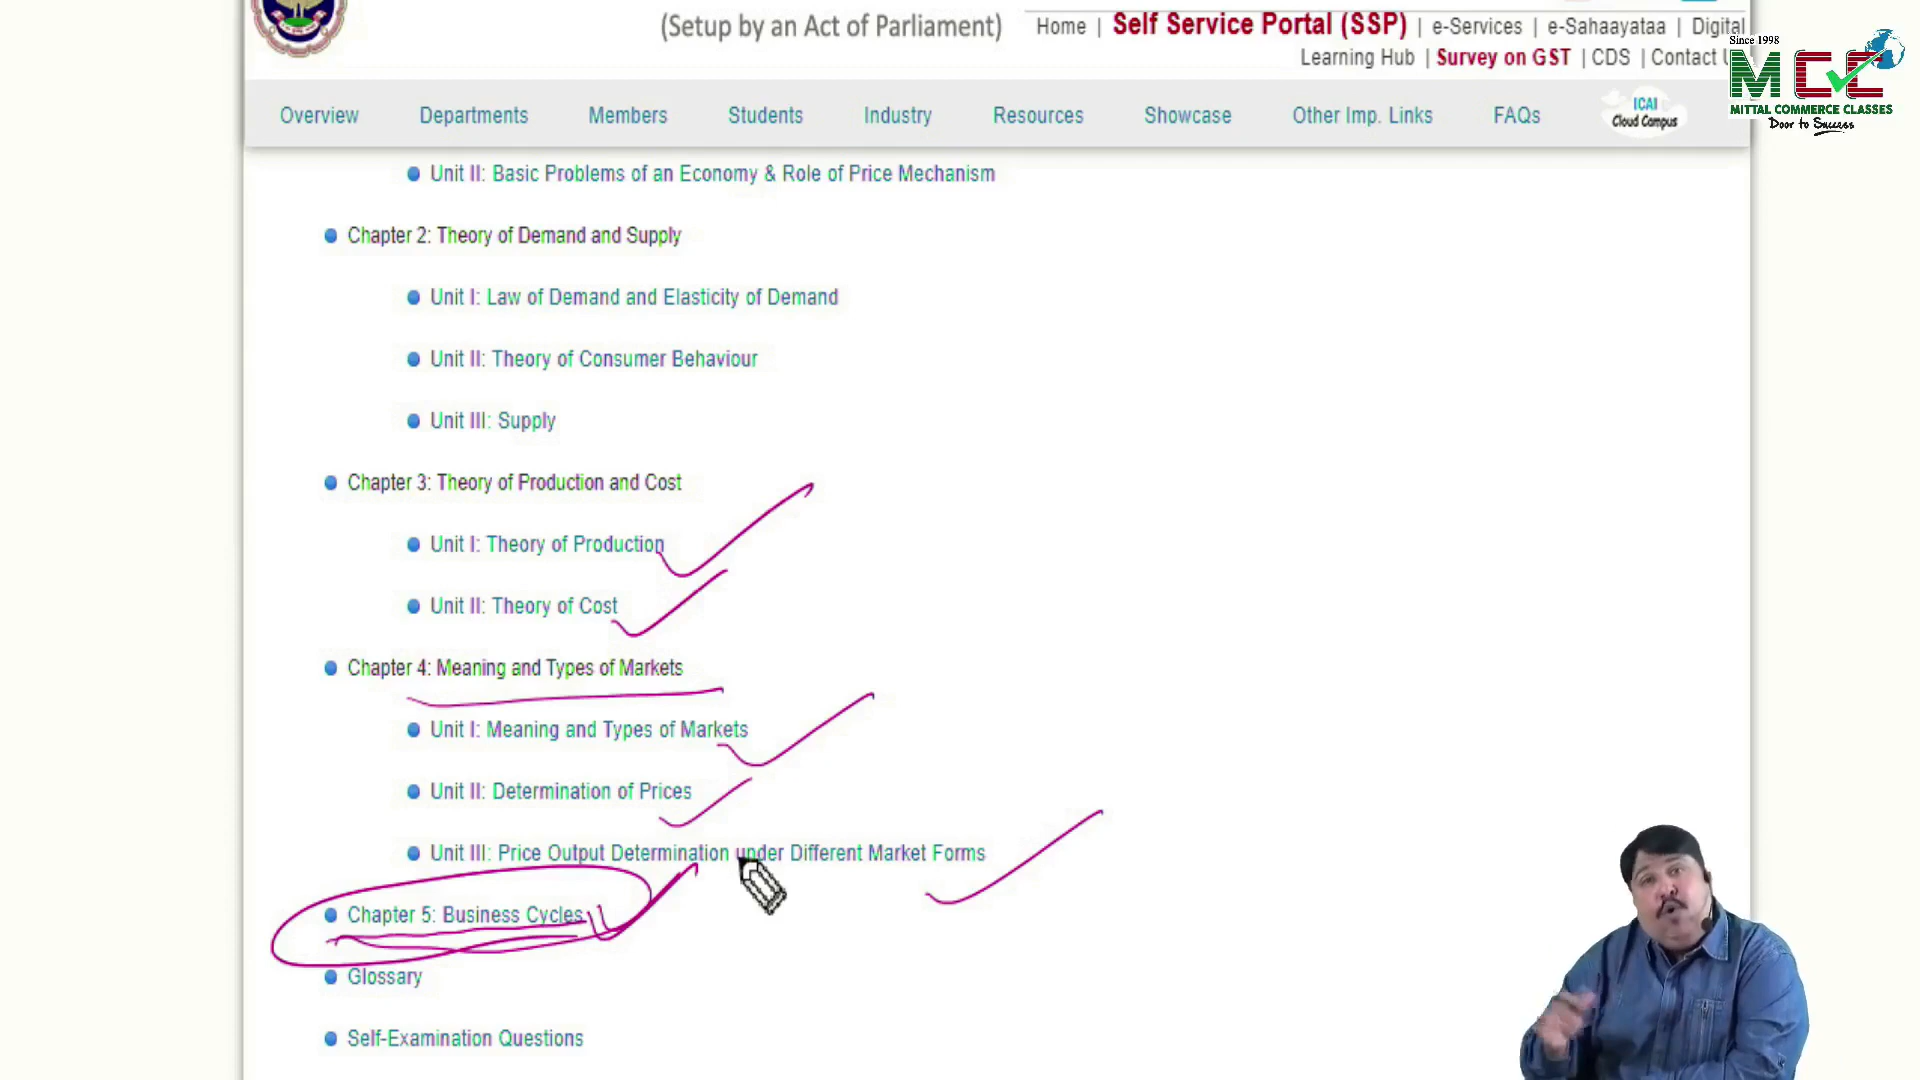 (Setup by an Act of Parliament)
Home | Self Service Portal (SSP) | e-Services | e-Sahaayataa | Digital
Learning Hub | Survey on GST | CDS | Contact
Since 1998
MCC
MITTAL COMMERCE CLASSES
Door to Success
Overview Departments Members Students Industry Resources Showcase Other Imp. Links FAQs ICAI Cloud Campus
Unit II: Basic Problems of an Economy & Role of Price Mechanism
Chapter 2: Theory of Demand and Supply
Unit I: Law of Demand and Elasticity of Demand
Unit II: Theory of Consumer Behaviour
Unit III: Supply
Chapter 3: Theory of Production and Cost
Unit I: Theory of Production
Unit II: Theory of Cost
Chapter 4: Meaning and Types of Markets
Unit I: Meaning and Types of Markets
Unit II: Determination of Prices
Unit III: Price Output Determination under Different Market Forms
Chapter 5: Business Cycles
Glossary
Self-Examination Questions